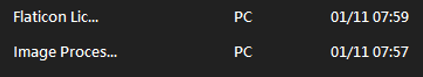 Flaticon Lic... PC 01/11 07:59
Image Proces... PC 01/11 07:57